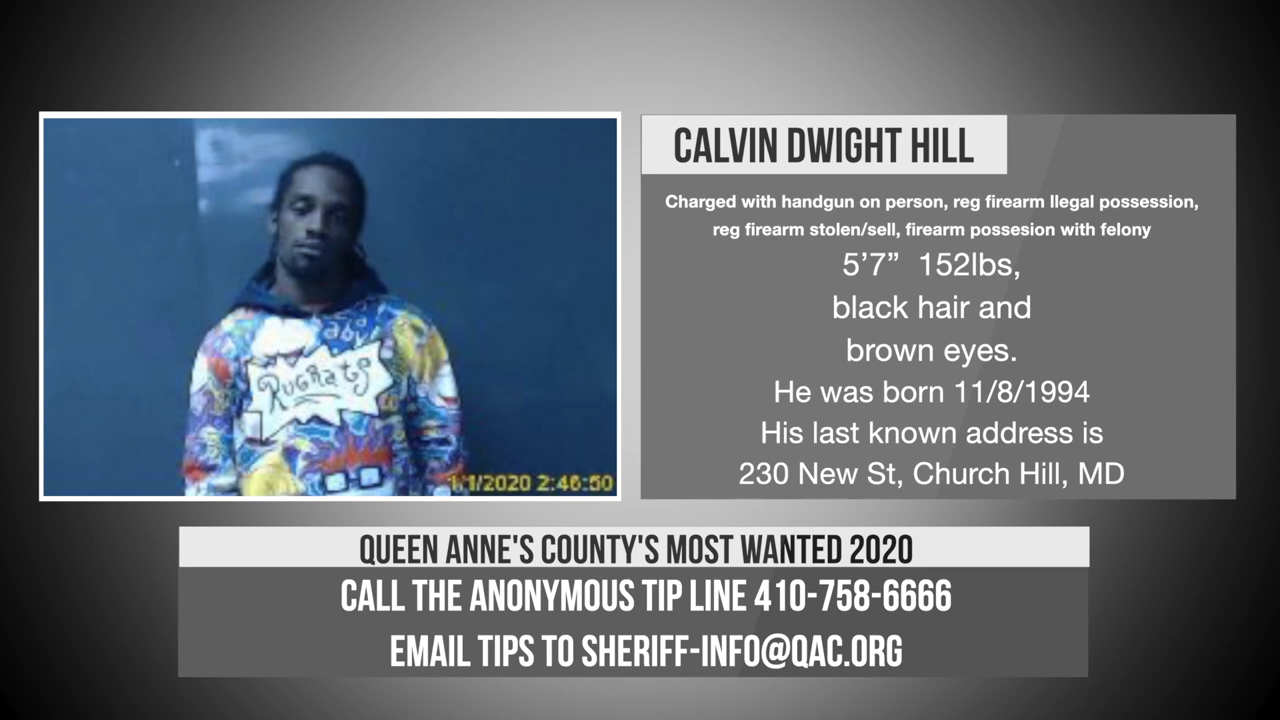 CALVIN DWIGHT HILL
Charged with handgun on person, reg firearm llegal possession,
reg firearm stolen/sell, firearm possesion with felony
5’7” 152lbs,
black hair and
brown eyes.
He was born 11/8/1994
His last known address is
230 New St, Church Hill, MD
RUGRATS
1/1/2020 2:46:50
QUEEN ANNE'S COUNTY'S MOST WANTED 2020
CALL THE ANONYMOUS TIP LINE 410-758-6666
EMAIL TIPS TO SHERIFF-INFO@QAC.ORG